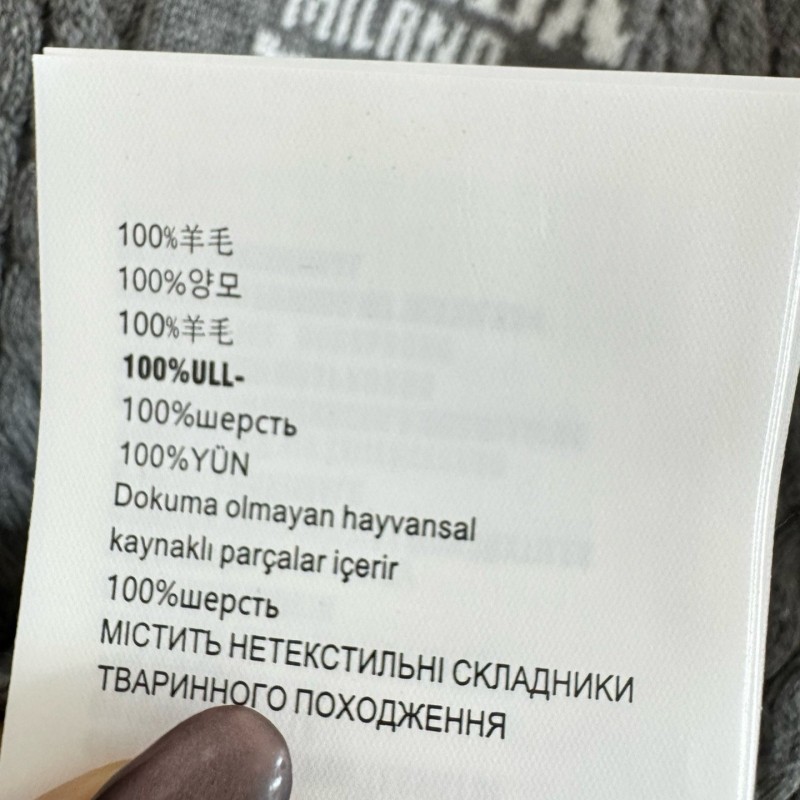 MILANO
100%羊毛
100%양모
100%羊毛
100%ULL-
100%шерсть
100%YÜN
Dokuma olmayan hayvansal
kaynaklı parçalar içerir
100%шерсть
МІСТИТЬ НЕТЕКСТИЛЬНІ СКЛАДНИКИ
ТВАРИННОГО ПОХОДЖЕННЯ